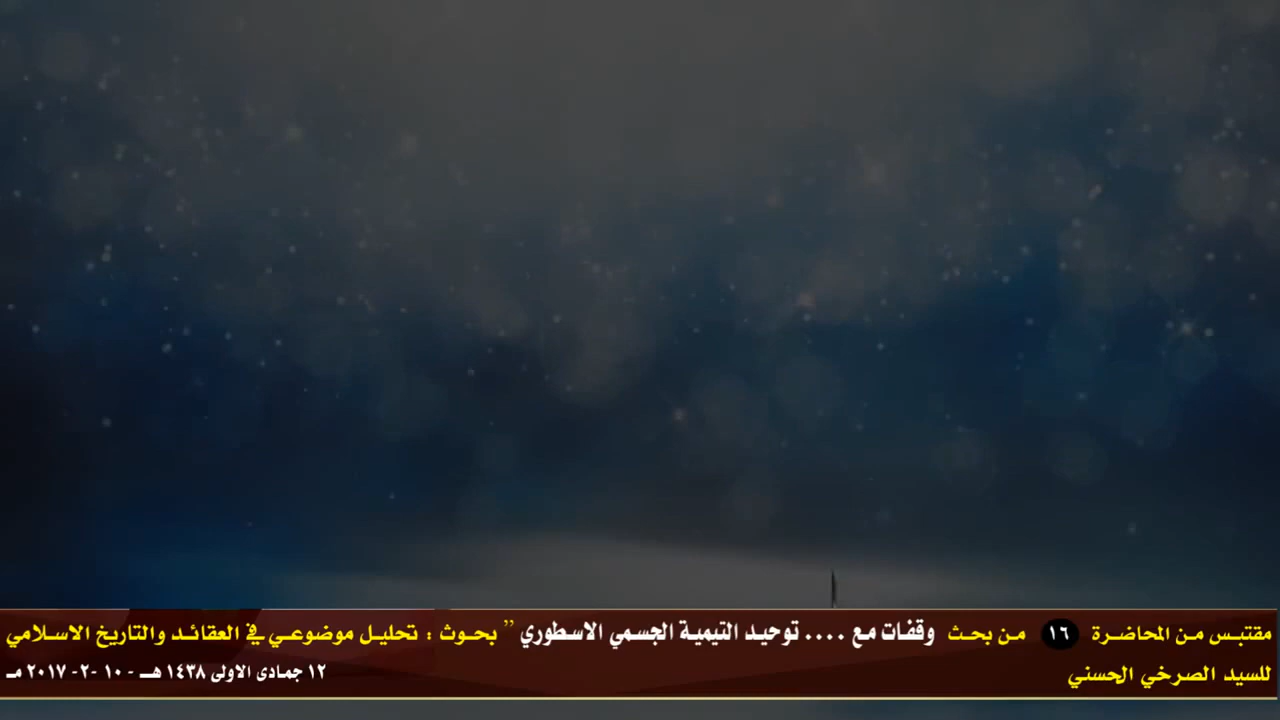 مقتبس من المحاضرة ١٦ من بحث وقفات مع .... توحيد التيمية الجسمي الاسطوري " بحوث : تحليل موضوعي في العقائد والتاريخ الاسلامي
للسيد الصرخي الحسني ١٢ جمادى الاولى ١٤٣٨ هـ - ١٠ -٢- ٢٠١٧ مـ